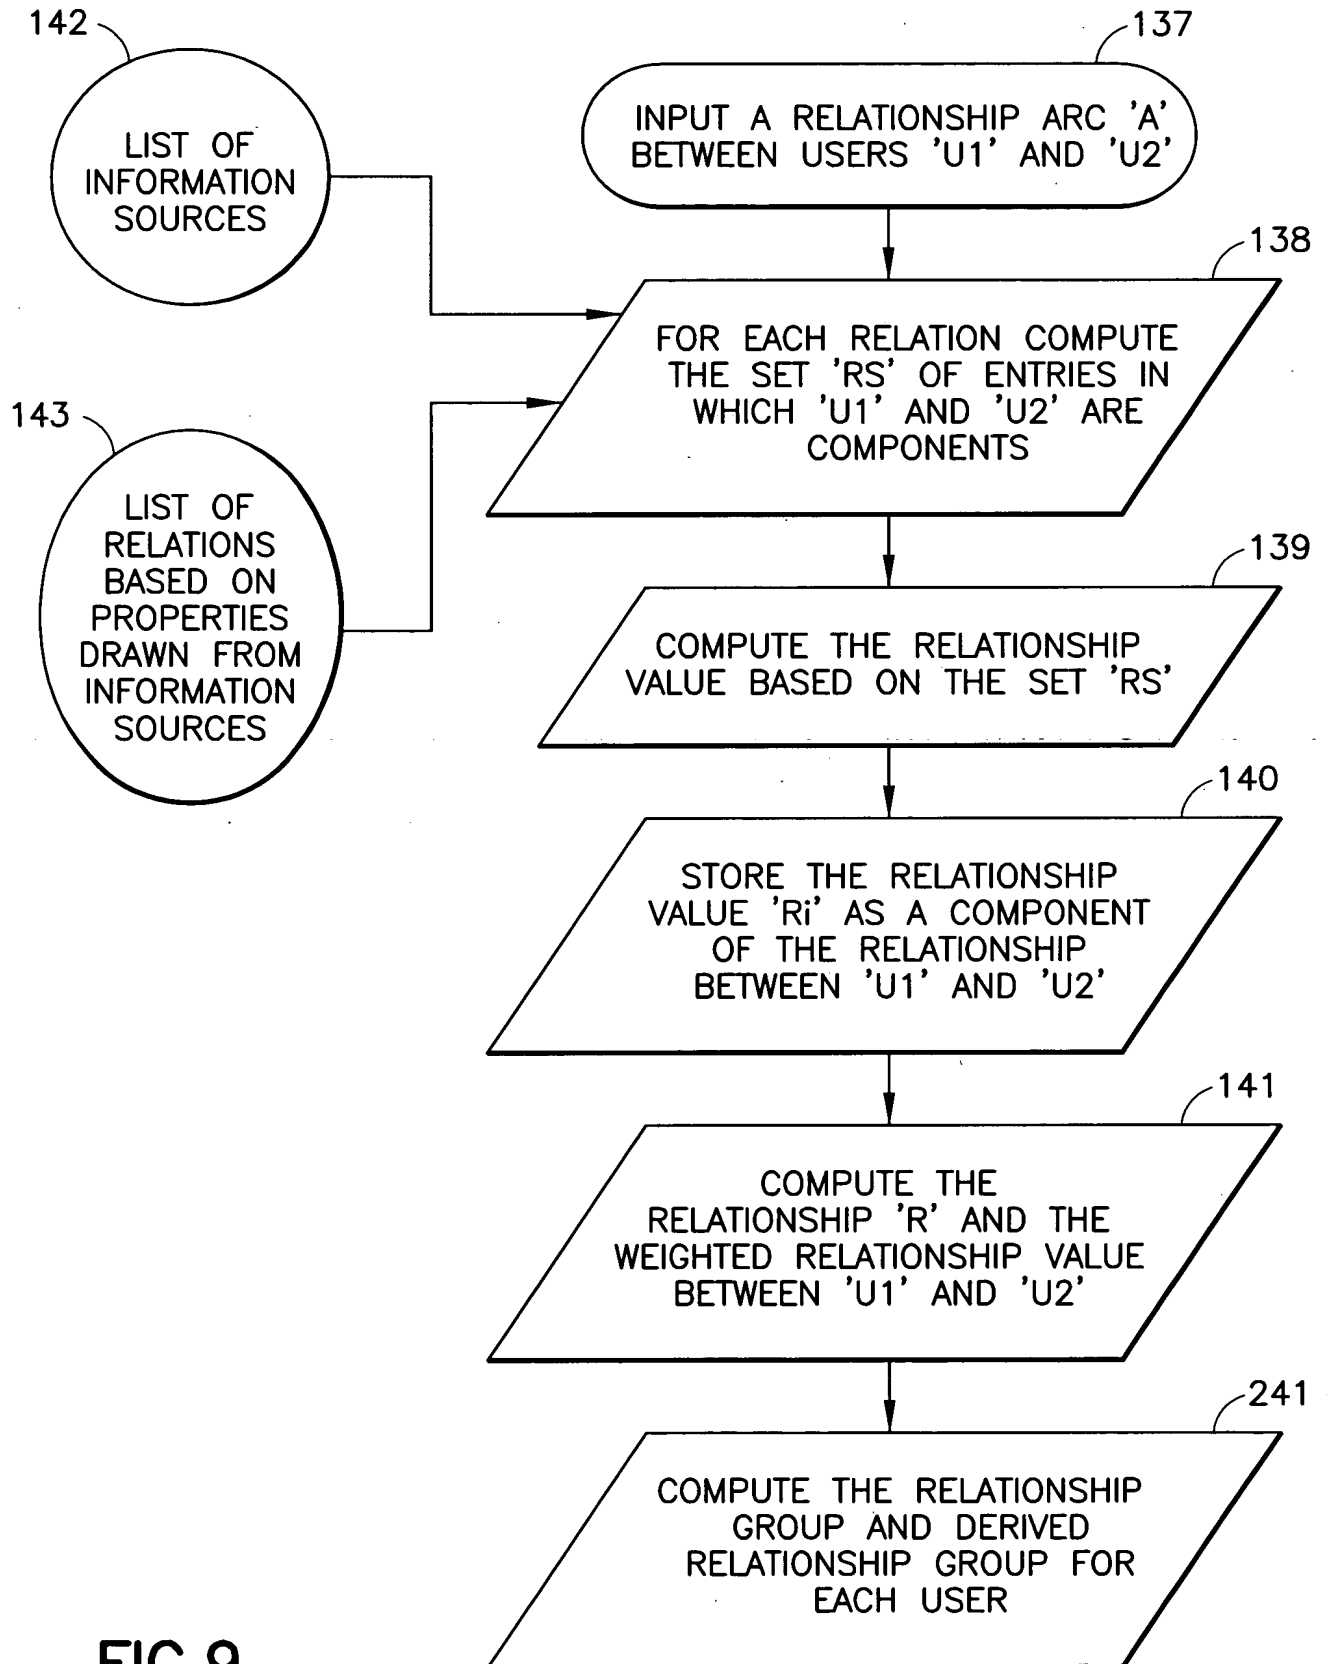 142
LIST OF
INFORMATION
SOURCES
137
INPUT A RELATIONSHIP ARC 'A'
BETWEEN USERS 'U1' AND 'U2'
138
FOR EACH RELATION COMPUTE
THE SET 'RS' OF ENTRIES IN
WHICH 'U1' AND 'U2' ARE
COMPONENTS
143
LIST OF
RELATIONS
BASED ON
PROPERTIES
DRAWN FROM
INFORMATION
SOURCES
139
COMPUTE THE RELATIONSHIP
VALUE BASED ON THE SET 'RS'
140
STORE THE RELATIONSHIP
VALUE 'Ri' AS A COMPONENT
OF THE RELATIONSHIP
BETWEEN 'U1' AND 'U2'
141
COMPUTE THE
RELATIONSHIP 'R' AND THE
WEIGHTED RELATIONSHIP VALUE
BETWEEN 'U1' AND 'U2'
241
COMPUTE THE RELATIONSHIP
GROUP AND DERIVED
RELATIONSHIP GROUP FOR
EACH USER
FIG.9